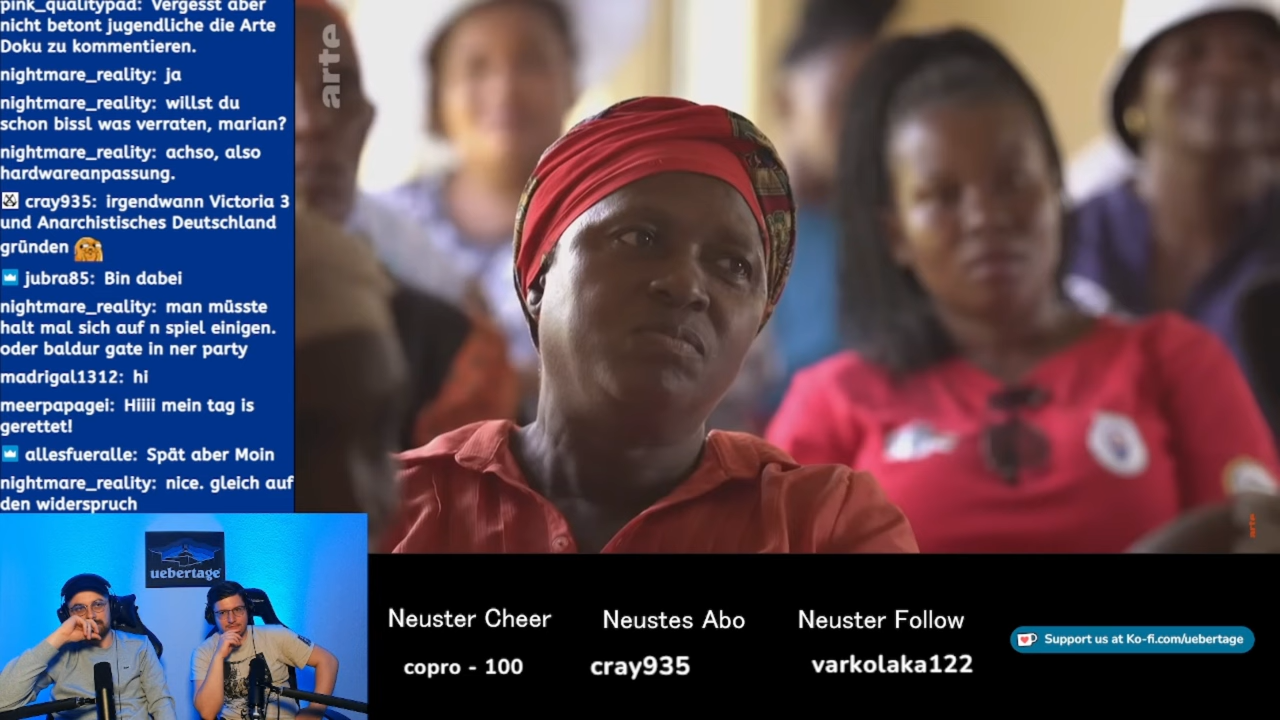 pink_qualitypad: Vergesst aber
nicht betont jugendliche die Arte
Doku zu kommentieren.
nightmare_reality: ja
nightmare_reality: willst du
schon bissl was verraten, marian?
nightmare_reality: achso, also
hardwareanpassung.
cray935: irgendwann Victoria 3
und Anarchistisches Deutschland
gründen
jubra85: Bin dabei
nightmare_reality: man müsste
halt mal sich auf n spiel einigen.
oder baldur gate in ner party
madrigal1312: hi
meerpapagei: Hiiii mein tag is
gerettet!
allesfueralle: Spät aber Moin
nightmare_reality: nice. gleich auf
den widerspruch
arte
arte
uebertage
Neuster Cheer
copro - 100
Neustes Abo
cray935
Neuster Follow
varkolaka122
Support us at Ko-fi.com/uebertage